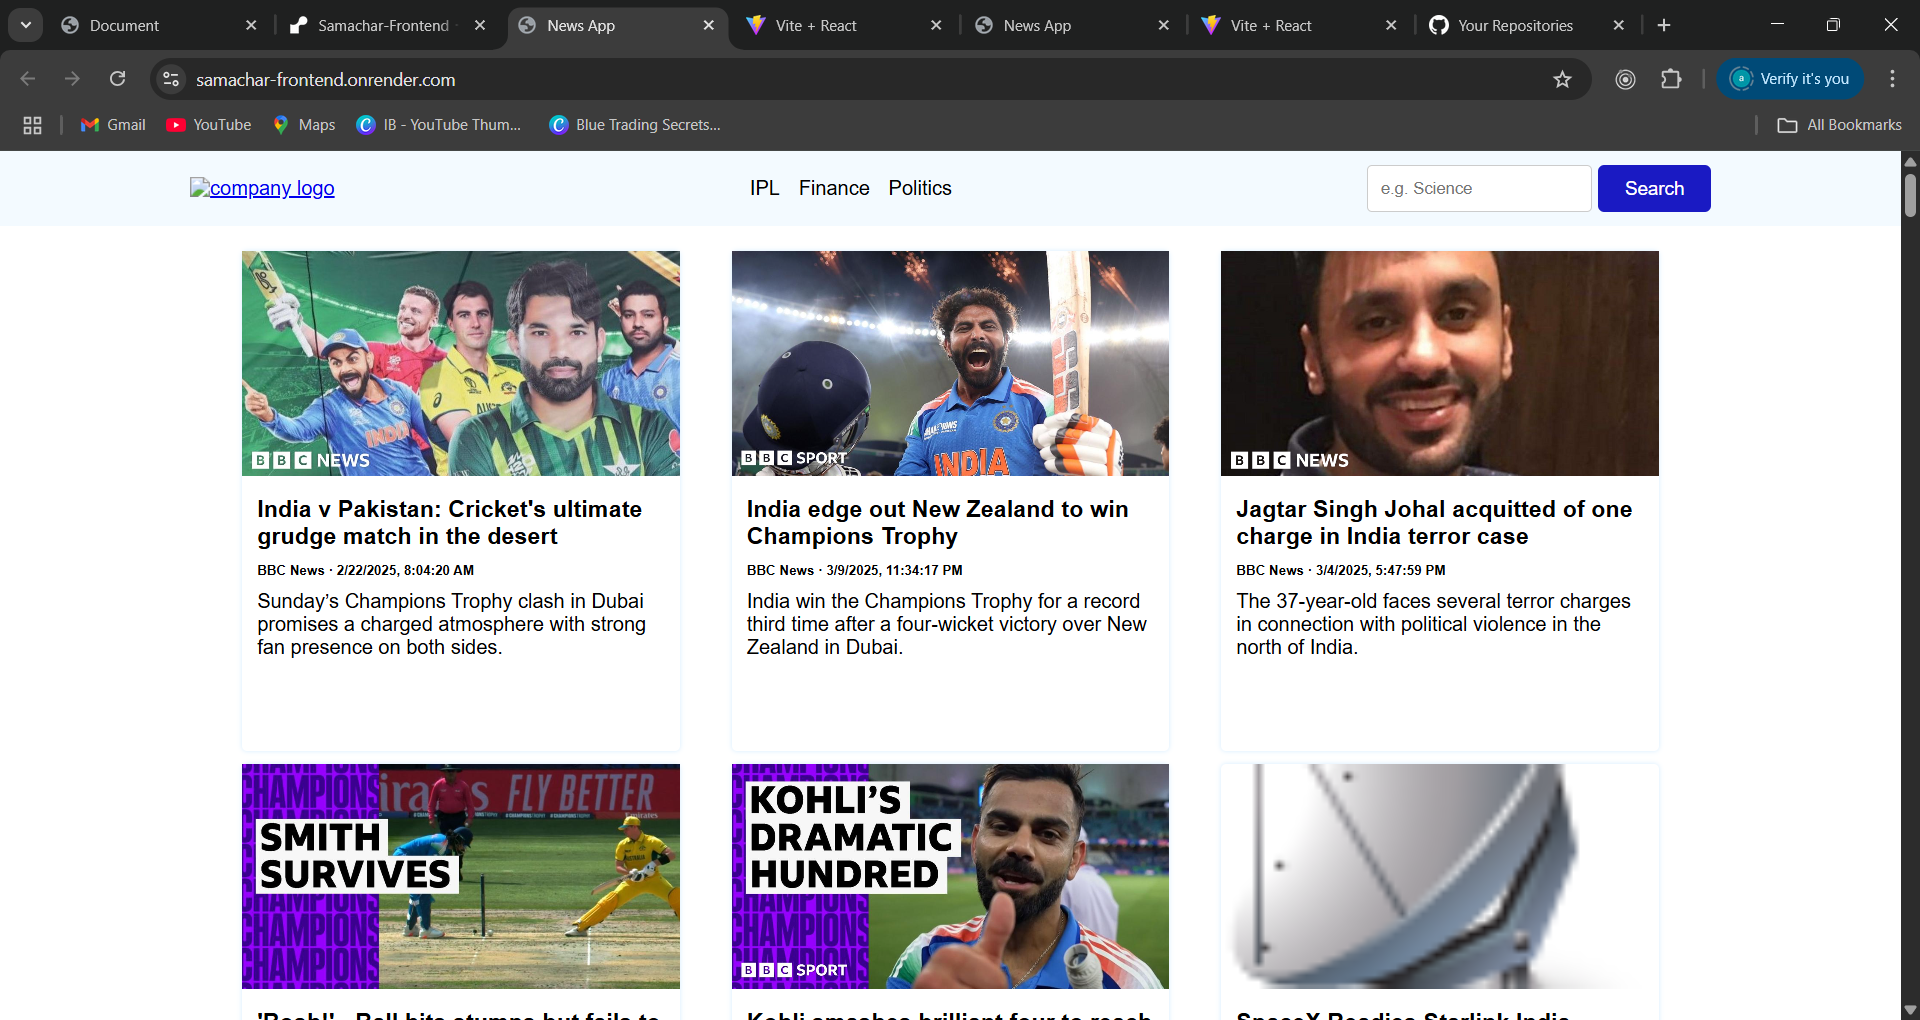 Document
Samachar-Frontend
News App
Vite + React
News App
Vite + React
Your Repositories
samachar-frontend.onrender.com
a
Verify it's you
Gmail
YouTube
Maps
IB - YouTube Thum...
Blue Trading Secrets...
All Bookmarks
company logo
IPL
Finance
Politics
e.g. Science
Search
INDIA
AUST
BBC NEWS
CHAMPIONS
INDIA
BBC SPORT
BBC NEWS
India v Pakistan: Cricket's ultimate
grudge match in the desert
BBC News · 2/22/2025, 8:04:20 AM
Sunday’s Champions Trophy clash in Dubai
promises a charged atmosphere with strong
fan presence on both sides.
India edge out New Zealand to win
Champions Trophy
BBC News · 3/9/2025, 11:34:17 PM
India win the Champions Trophy for a record
third time after a four-wicket victory over New
Zealand in Dubai.
Jagtar Singh Johal acquitted of one
charge in India terror case
BBC News · 3/4/2025, 5:47:59 PM
The 37-year-old faces several terror charges
in connection with political violence in the
north of India.
CHAMPIONS
FLY BETTER
Emirates
SMITH
SURVIVES
CHAMPIONS
CHAMPIONS
CHAMPIONS
KOHLI’S
DRAMATIC
HUNDRED
CHAMPIONS
CHAMPIONS
BBC SPORT